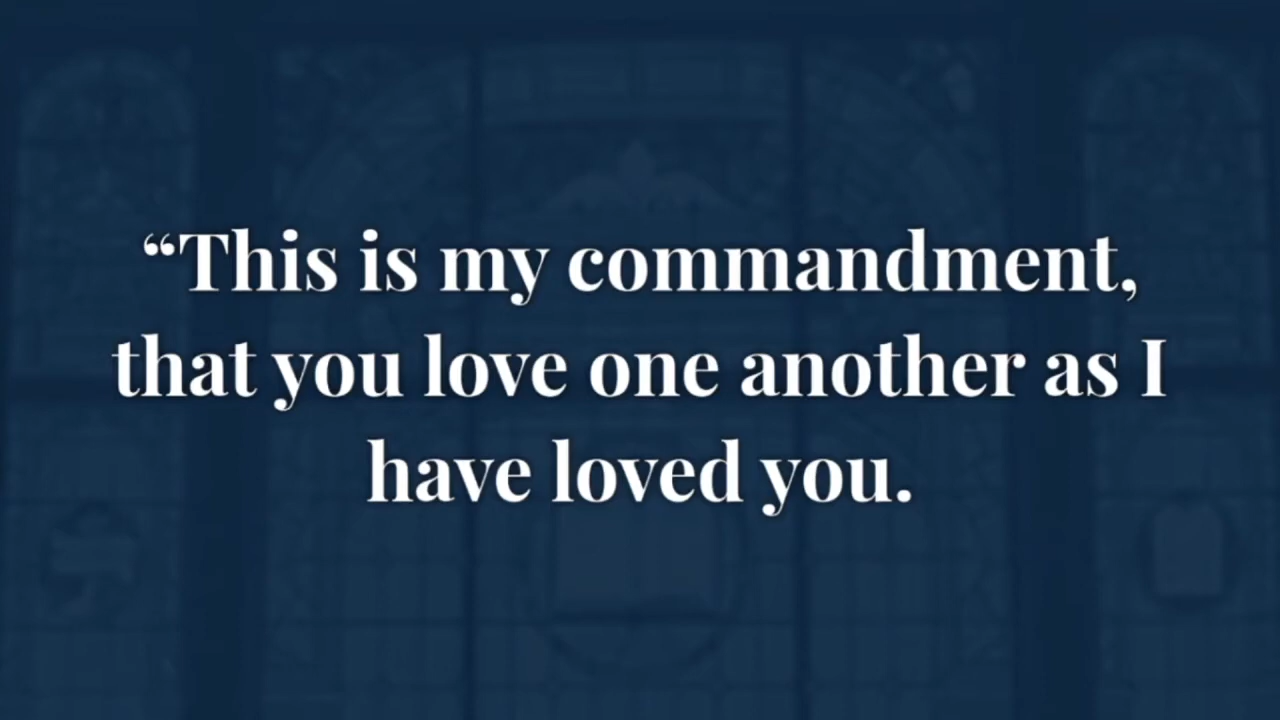 “This is my commandment,
that you love one another as I
have loved you.